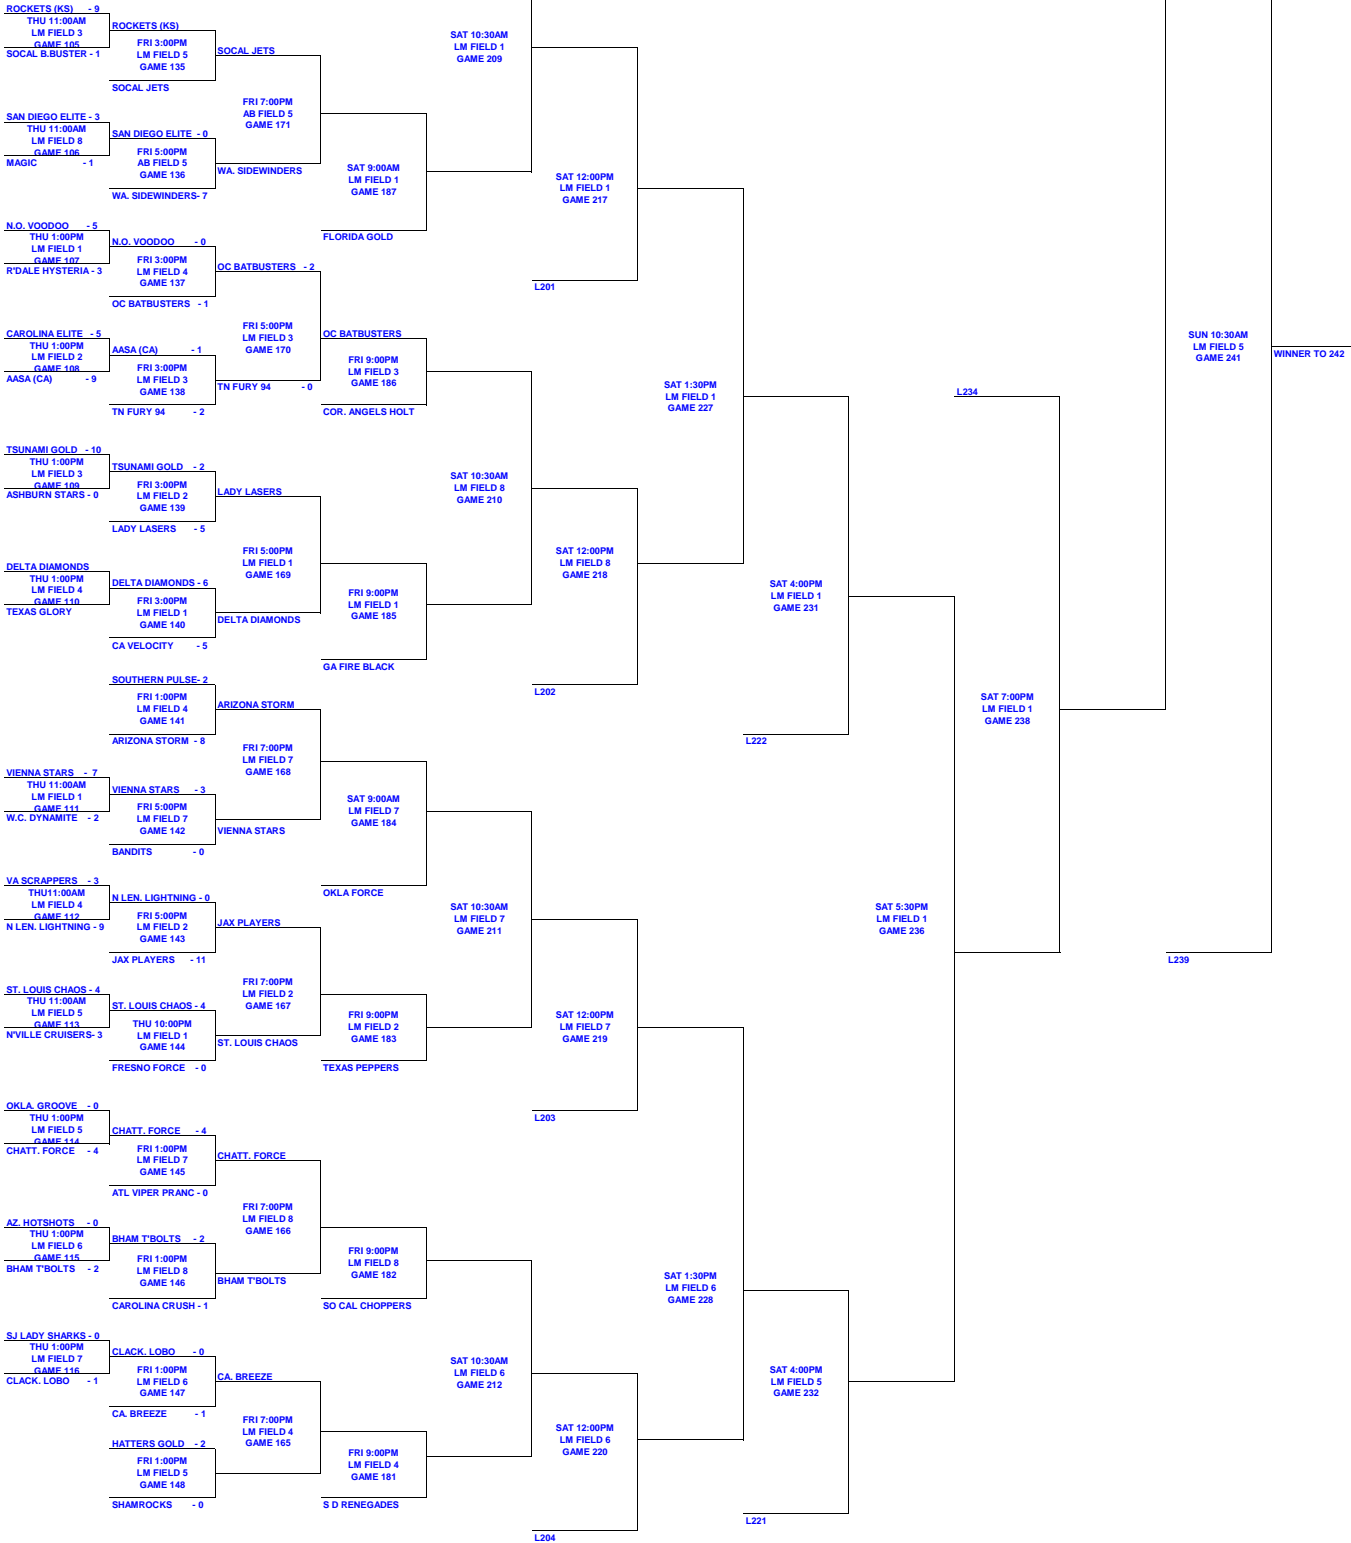 ROCKETS (KS) - 9
THU 11:00AM
LM FIELD 3
GAME 105
SOCAL B.BUSTER - 1
ROCKETS (KS)
FRI 3:00PM
LM FIELD 5
GAME 135
SOCAL JETS
SOCAL JETS
FRI 7:00PM
AB FIELD 5
GAME 171
SAN DIEGO ELITE - 3
THU 11:00AM
LM FIELD 8
GAME 106
MAGIC - 1
SAN DIEGO ELITE - 0
FRI 5:00PM
AB FIELD 5
GAME 136
WA. SIDEWINDERS- 7
WA. SIDEWINDERS
SAT 9:00AM
LM FIELD 1
GAME 187
FLORIDA GOLD
SAT 10:30AM
LM FIELD 1
GAME 209
SAT 12:00PM
LM FIELD 1
GAME 217
L201
N.O. VOODOO - 5
THU 1:00PM
LM FIELD 1
GAME 107
R'DALE HYSTERIA - 3
N.O. VOODOO - 0
FRI 3:00PM
LM FIELD 4
GAME 137
OC BATBUSTERS - 1
OC BATBUSTERS - 2
FRI 5:00PM
LM FIELD 3
GAME 170
CAROLINA ELITE - 5
THU 1:00PM
LM FIELD 2
GAME 108
AASA (CA) - 9
AASA (CA) - 1
FRI 3:00PM
LM FIELD 3
GAME 138
TN FURY 94 - 2
TN FURY 94 - 0
OC BATBUSTERS
FRI 9:00PM
LM FIELD 3
GAME 186
COR. ANGELS HOLT
SAT 1:30PM
LM FIELD 1
GAME 227
L234
SUN 10:30AM
LM FIELD 5
GAME 241
WINNER TO 242
TSUNAMI GOLD - 10
THU 1:00PM
LM FIELD 3
GAME 109
ASHBURN STARS - 0
TSUNAMI GOLD - 2
FRI 3:00PM
LM FIELD 2
GAME 139
LADY LASERS - 5
LADY LASERS
FRI 5:00PM
LM FIELD 1
GAME 169
SAT 10:30AM
LM FIELD 8
GAME 210
SAT 12:00PM
LM FIELD 8
GAME 218
DELTA DIAMONDS
THU 1:00PM
LM FIELD 4
GAME 110
TEXAS GLORY
DELTA DIAMONDS - 6
FRI 3:00PM
LM FIELD 1
GAME 140
CA VELOCITY - 5
DELTA DIAMONDS
FRI 9:00PM
LM FIELD 1
GAME 185
GA FIRE BLACK
L202
SAT 4:00PM
LM FIELD 1
GAME 231
L222
SAT 7:00PM
LM FIELD 1
GAME 238
SOUTHERN PULSE- 2
FRI 1:00PM
LM FIELD 4
GAME 141
ARIZONA STORM - 8
ARIZONA STORM
FRI 7:00PM
LM FIELD 7
GAME 168
VIENNA STARS - 7
THU 11:00AM
LM FIELD 1
GAME 111
W.C. DYNAMITE - 2
VIENNA STARS - 3
FRI 5:00PM
LM FIELD 7
GAME 142
BANDITS - 0
VIENNA STARS
SAT 9:00AM
LM FIELD 7
GAME 184
OKLA FORCE
VA SCRAPPERS - 3
THU11:00AM
LM FIELD 4
GAME 112
N LEN. LIGHTNING - 9
N LEN. LIGHTNING - 0
FRI 5:00PM
LM FIELD 2
GAME 143
JAX PLAYERS - 11
JAX PLAYERS
FRI 7:00PM
LM FIELD 2
GAME 167
SAT 10:30AM
LM FIELD 7
GAME 211
SAT 5:30PM
LM FIELD 1
GAME 236
L239
ST. LOUIS CHAOS - 4
THU 11:00AM
LM FIELD 5
GAME 113
N'VILLE CRUISERS- 3
ST. LOUIS CHAOS - 4
THU 10:00PM
LM FIELD 1
GAME 144
FRESNO FORCE - 0
ST. LOUIS CHAOS
FRI 9:00PM
LM FIELD 2
GAME 183
TEXAS PEPPERS
SAT 12:00PM
LM FIELD 7
GAME 219
L203
OKLA. GROOVE - 0
THU 1:00PM
LM FIELD 5
GAME 114
CHATT. FORCE - 4
CHATT. FORCE - 4
FRI 1:00PM
LM FIELD 7
GAME 145
ATL VIPER PRANC - 0
CHATT. FORCE
FRI 7:00PM
LM FIELD 8
GAME 166
AZ. HOTSHOTS - 0
THU 1:00PM
LM FIELD 6
GAME 115
BHAM T'BOLTS - 2
BHAM T'BOLTS - 2
FRI 1:00PM
LM FIELD 8
GAME 146
CAROLINA CRUSH - 1
BHAM T'BOLTS
FRI 9:00PM
LM FIELD 8
GAME 182
SO CAL CHOPPERS
SAT 1:30PM
LM FIELD 6
GAME 228
SJ LADY SHARKS - 0
THU 1:00PM
LM FIELD 7
GAME 116
CLACK. LOBO - 1
CLACK. LOBO - 0
FRI 1:00PM
LM FIELD 6
GAME 147
CA. BREEZE - 1
CA. BREEZE
FRI 7:00PM
LM FIELD 4
GAME 165
SAT 10:30AM
LM FIELD 6
GAME 212
SAT 4:00PM
LM FIELD 5
GAME 232
HATTERS GOLD - 2
FRI 1:00PM
LM FIELD 5
GAME 148
SHAMROCKS - 0
FRI 9:00PM
LM FIELD 4
GAME 181
S D RENEGADES
SAT 12:00PM
LM FIELD 6
GAME 220
L204
L221